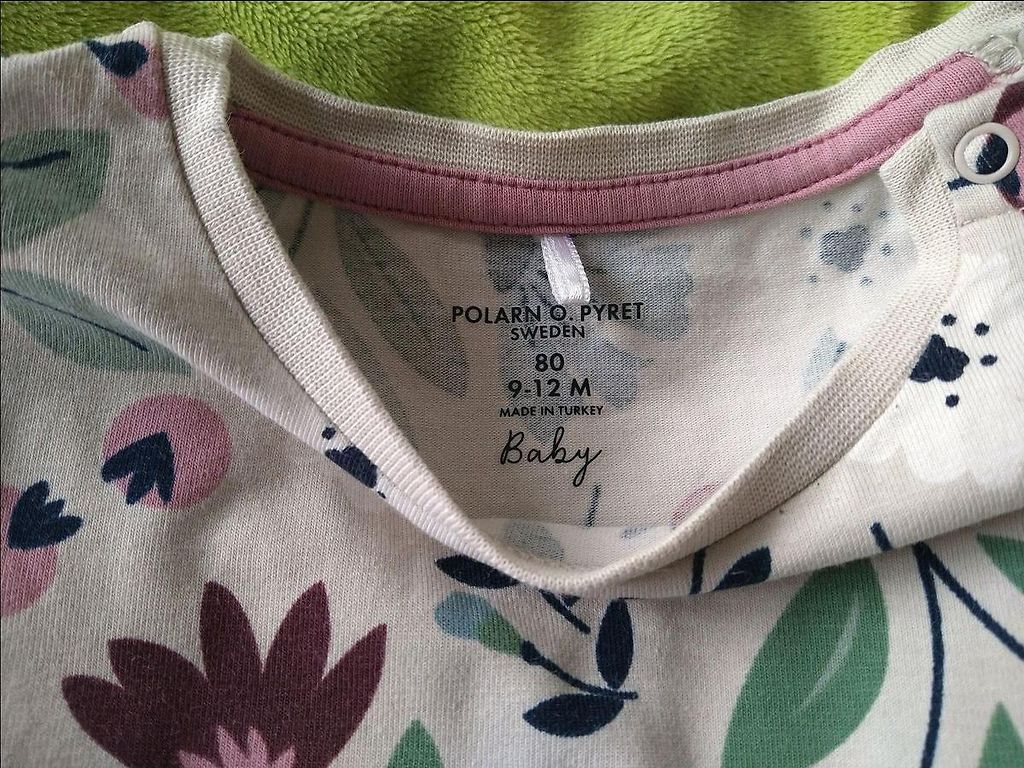 POLARN O. PYRET
SWEDEN
80
9-12 M
MADE IN TURKEY
Baby